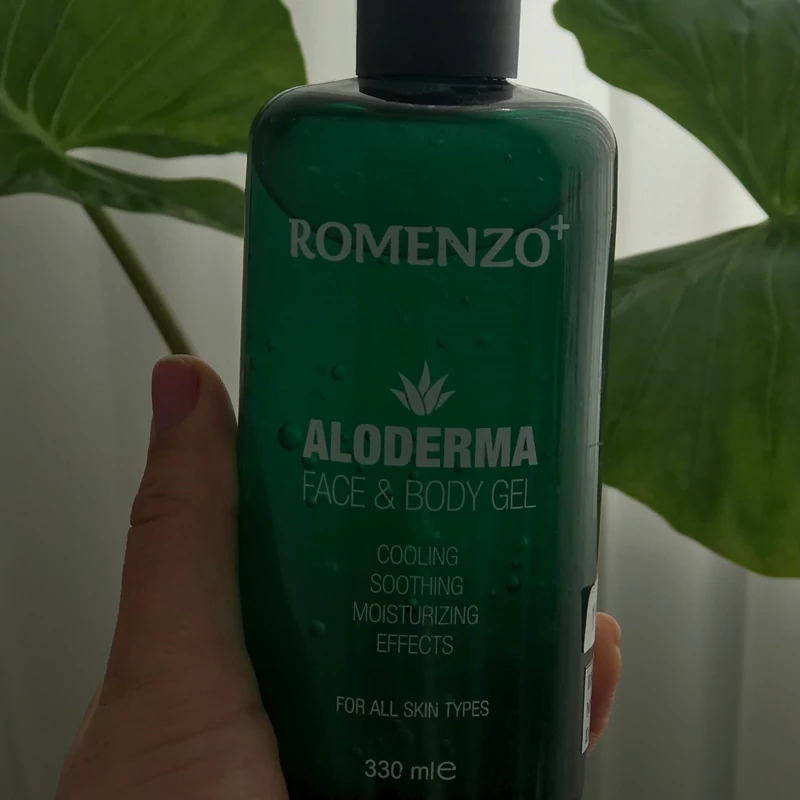 ROMENZO+
ALODERMA
FACE & BODY GEL
COOLING
SOOTHING
MOISTURIZING
EFFECTS
FOR ALL SKIN TYPES
330 ml e